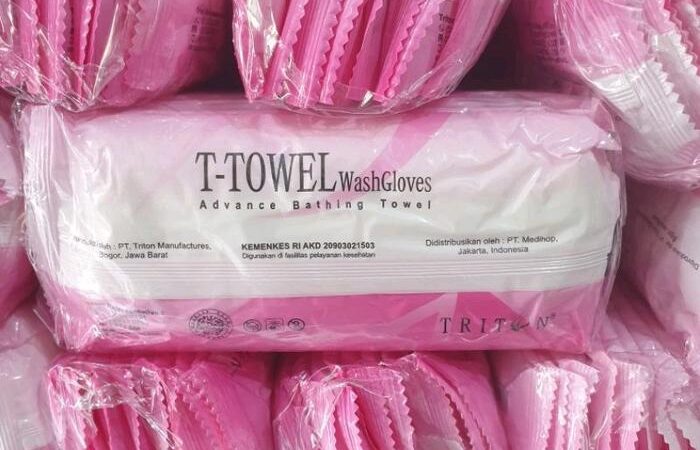 T-TOWEL WashGloves
Advance Bathing Towel
oleh : PT. Triton Manufactures,
Bogor, Jawa Barat
KEMENKES RI AKD 20903021503
Digunakan di fasilitas pelayanan kesehatan
Didistribusikan oleh : PT. Medihop,
Jakarta, Indonesia
TRITON®